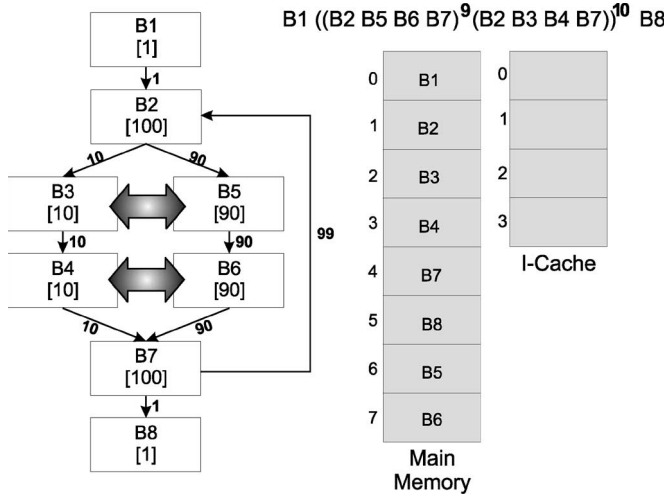 B1 ((B2 B5 B6 B7)9(B2 B3 B4 B7))10 B8
B1
[1]
1
B2
[100]
10
90
B3
[10]
B5
[90]
10
90
99
B4
[10]
B6
[90]
10
90
B7
[100]
1
B8
[1]
0 B1
1 B2
2 B3
3 B4
4 B7
5 B8
6 B5
7 B6
Main
Memory
0
1
2
3
I-Cache